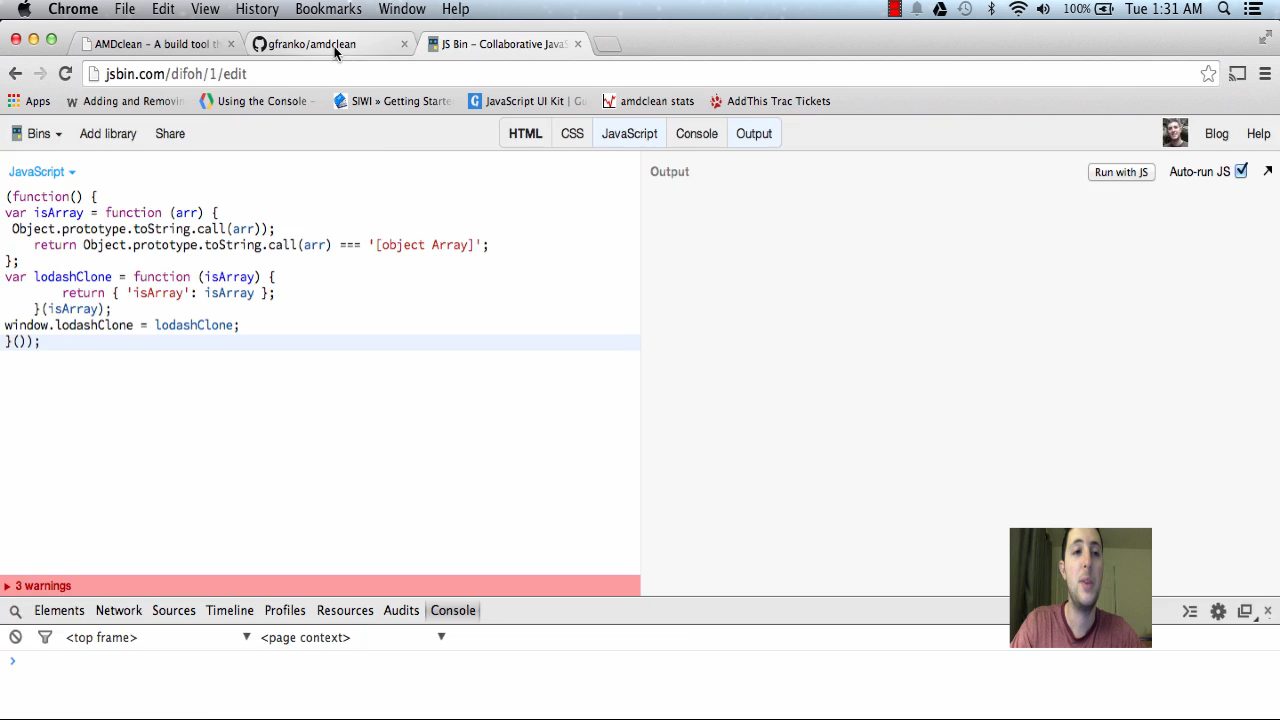 Chrome File Edit View History Bookmarks Window Help 100% Tue 1:31 AM
AMDclean – A build tool th × gfranko/amdclean × JS Bin – Collaborative JavaS ×
jsbin.com/difoh/1/edit
Apps Adding and Removin Using the Console – SIWI » Getting Starte JavaScript UI Kit | G amdclean stats AddThis Trac Tickets
Bins Add library Share HTML CSS JavaScript Console Output Blog Help
JavaScript Output Run with JS Auto-run JS
(function() {
var isArray = function (arr) {
Object.prototype.toString.call(arr));
return Object.prototype.toString.call(arr) === '[object Array]';
};
var lodashClone = function (isArray) {
return { 'isArray': isArray };
}(isArray);
window.lodashClone = lodashClone;
}());
3 warnings
Elements Network Sources Timeline Profiles Resources Audits Console
<top frame> <page context>